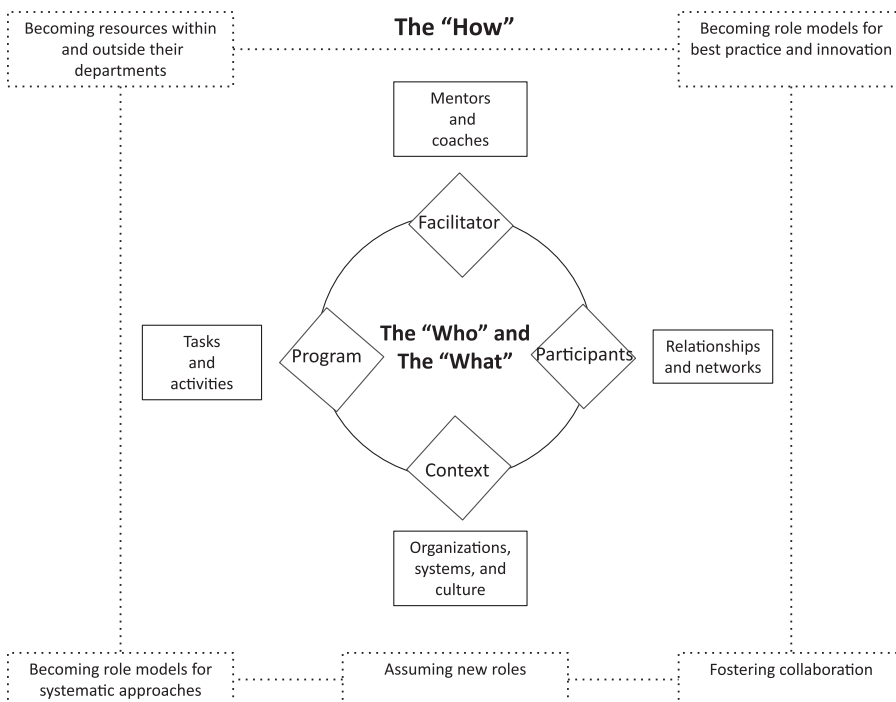 Becoming resources within
and outside their
departments
The “How”
Becoming role models for
best practice and innovation
Mentors
and
coaches
Facilitator
Tasks
and
activities
Program
The “Who” and
The “What”
Participants
Relationships
and networks
Context
Organizations,
systems, and
culture
Becoming role models for
systematic approaches
Assuming new roles
Fostering collaboration